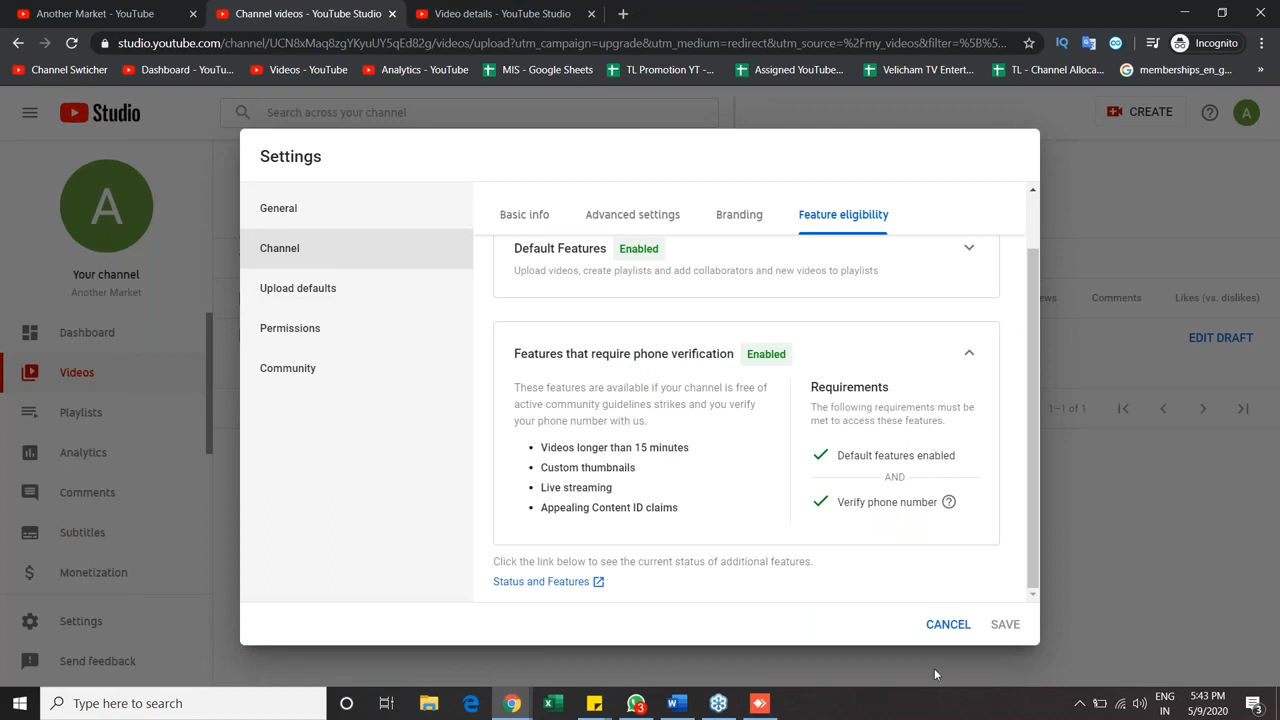 Another Market - YouTube
Channel Settings - YouTube Studio
Video details - YouTube Studio
studio.youtube.com/channel/UCN8xMaq8zgYKyuUY5qEd82g/videos/upload?utm_campaign=upgrade&utm_medium=redirect&utm_source=%2Fmy_videos&filter=%5B%5...
Incognito
Channel Swticher
Dashboard - YouTu...
Videos - YouTube
Analytics - YouTube
MIS - Google Sheets
TL Promotion YT -...
Assigned YouTube...
Velicham TV Entert...
TL - Channel Alloca...
memberships_en_g...
»
Studio
Search across your channel
CREATE
A
A
Your channel
Another Market
Dashboard
Videos
Playlists
Analytics
Comments
Subtitles
Monetization
Settings
Send feedback
Settings
General
Channel
Upload defaults
Permissions
Community
Basic info
Advanced settings
Branding
Feature eligibility
Default Features
Enabled
Upload videos, create playlists and add collaborators and new videos to playlists
Features that require phone verification
Enabled
These features are available if your channel is free of
active community guidelines strikes and you verify
your phone number with us.
• Videos longer than 15 minutes
• Custom thumbnails
• Live streaming
• Appealing Content ID claims
Requirements
The following requirements must be
met to access these features.
Default features enabled
AND
Verify phone number
Click the link below to see the current status of additional features.
Status and Features
CANCEL
SAVE
ews
Comments
Likes (vs. dislikes)
EDIT DRAFT
1–1 of 1
Type here to search
3
ENG
IN
5:43 PM
5/9/2020
3